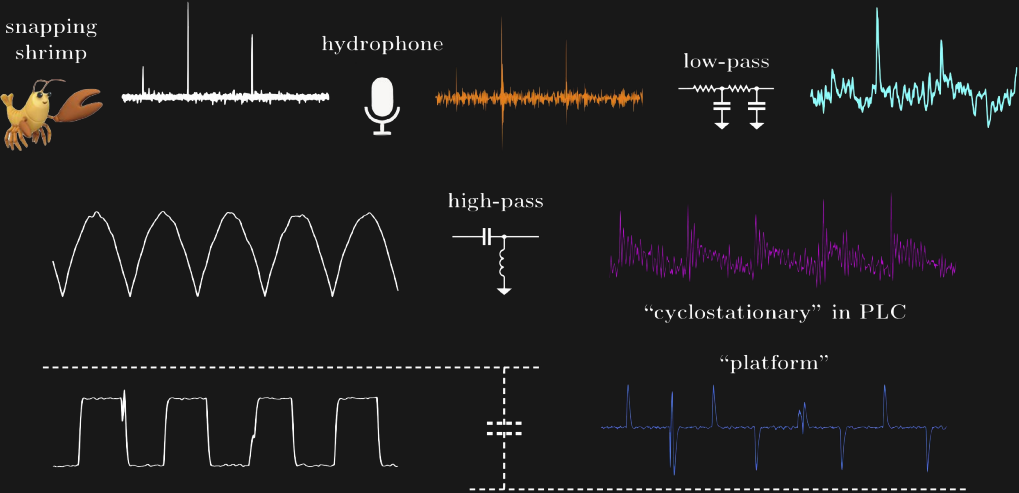 snapping
shrimp
hydrophone
low-pass
high-pass
“cyclostationary” in PLC
“platform”